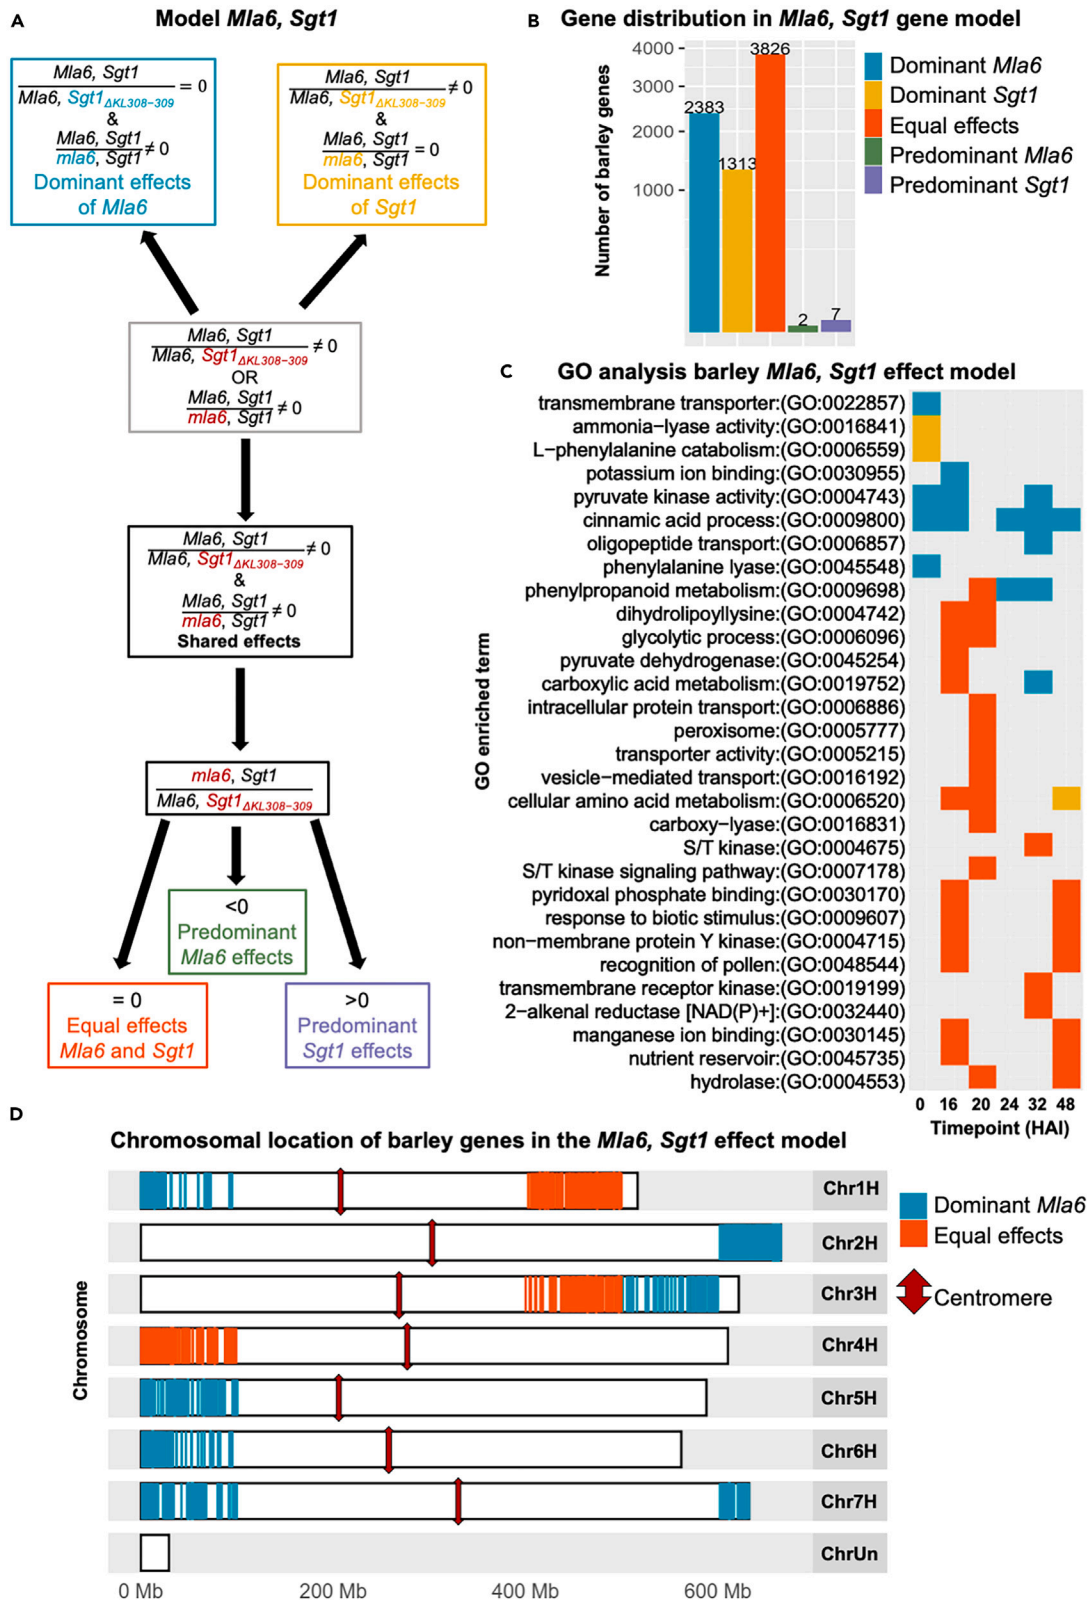 A
Model Mla6, Sgt1
Mla6, Sgt1
Mla6, Sgt1ΔKL308−309
= 0
&
Mla6, Sgt1
mla6, Sgt1
≠ 0
Dominant effects
of Mla6
Mla6, Sgt1
Mla6, Sgt1ΔKL308−309
≠ 0
&
Mla6, Sgt1
mla6, Sgt1
= 0
Dominant effects
of Sgt1
Mla6, Sgt1
Mla6, Sgt1ΔKL308−309
≠ 0
OR
Mla6, Sgt1
mla6, Sgt1
≠ 0
Mla6, Sgt1
Mla6, Sgt1ΔKL308−309
≠ 0
&
Mla6, Sgt1
mla6, Sgt1
≠ 0
Shared effects
mla6, Sgt1
Mla6, Sgt1ΔKL308−309
<0
Predominant
Mla6 effects
= 0
Equal effects
Mla6 and Sgt1
>0
Predominant
Sgt1 effects
B
Gene distribution in Mla6, Sgt1 gene model
Number of barley genes
4000
3000
2000
1000
2383
1313
3826
2
7
Dominant Mla6
Dominant Sgt1
Equal effects
Predominant Mla6
Predominant Sgt1
C
GO analysis barley Mla6, Sgt1 effect model
GO enriched term
transmembrane transporter:(GO:0022857)
ammonia−lyase activity:(GO:0016841)
L−phenylalanine catabolism:(GO:0006559)
potassium ion binding:(GO:0030955)
pyruvate kinase activity:(GO:0004743)
cinnamic acid process:(GO:0009800)
oligopeptide transport:(GO:0006857)
phenylalanine lyase:(GO:0045548)
phenylpropanoid metabolism:(GO:0009698)
dihydrolipoyllysine:(GO:0004742)
glycolytic process:(GO:0006096)
pyruvate dehydrogenase:(GO:0045254)
carboxylic acid metabolism:(GO:0019752)
intracellular protein transport:(GO:0006886)
peroxisome:(GO:0005777)
transporter activity:(GO:0005215)
vesicle−mediated transport:(GO:0016192)
cellular amino acid metabolism:(GO:0006520)
carboxy−lyase:(GO:0016831)
S/T kinase:(GO:0004675)
S/T kinase signaling pathway:(GO:0007178)
pyridoxal phosphate binding:(GO:0030170)
response to biotic stimulus:(GO:0009607)
non−membrane protein Y kinase:(GO:0004715)
recognition of pollen:(GO:0048544)
transmembrane receptor kinase:(GO:0019199)
2−alkenal reductase [NAD(P)+]:(GO:0032440)
manganese ion binding:(GO:0030145)
nutrient reservoir:(GO:0045735)
hydrolase:(GO:0004553)
0 16 20 24 32 48
Timepoint (HAI)
D
Chromosomal location of barley genes in the Mla6, Sgt1 effect model
Chromosome
Chr1H
Chr2H
Chr3H
Chr4H
Chr5H
Chr6H
Chr7H
ChrUn
0 Mb 200 Mb 400 Mb 600 Mb
Dominant Mla6
Equal effects
Centromere